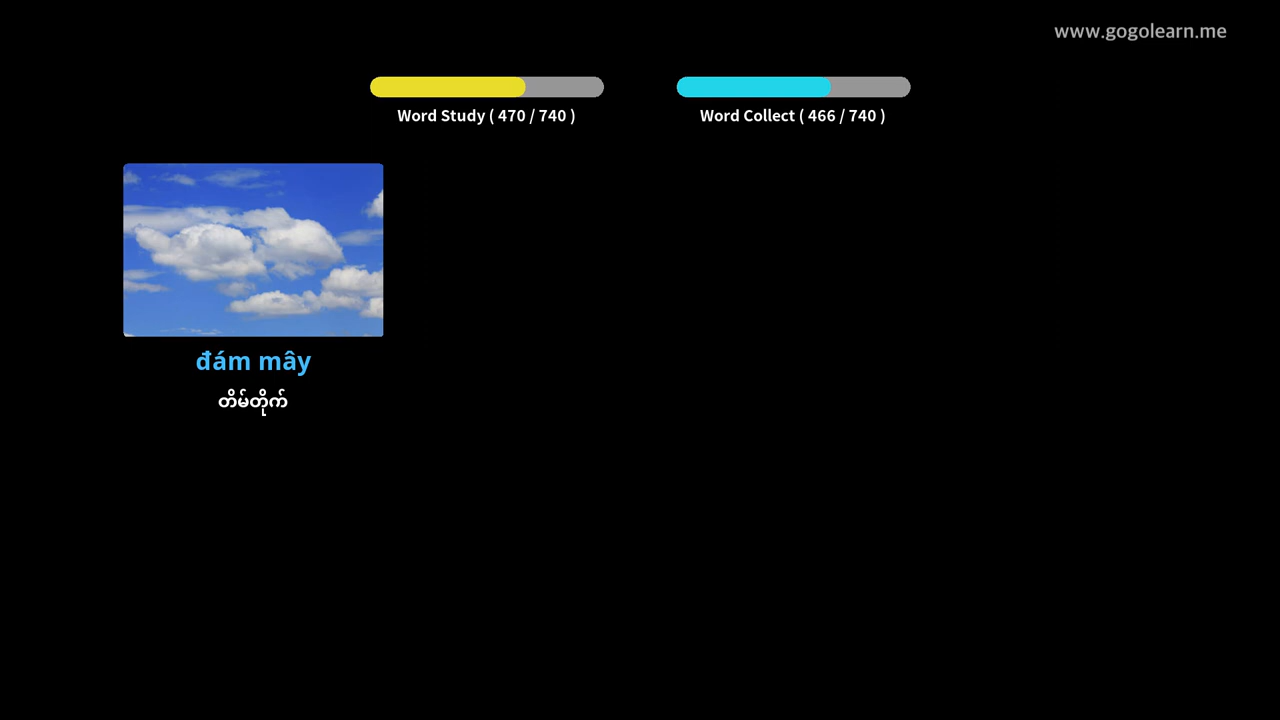 www.gogolearn.me
Word Study ( 470 / 740 )
Word Collect ( 466 / 740 )
đám mây
တိမ်တိုက်